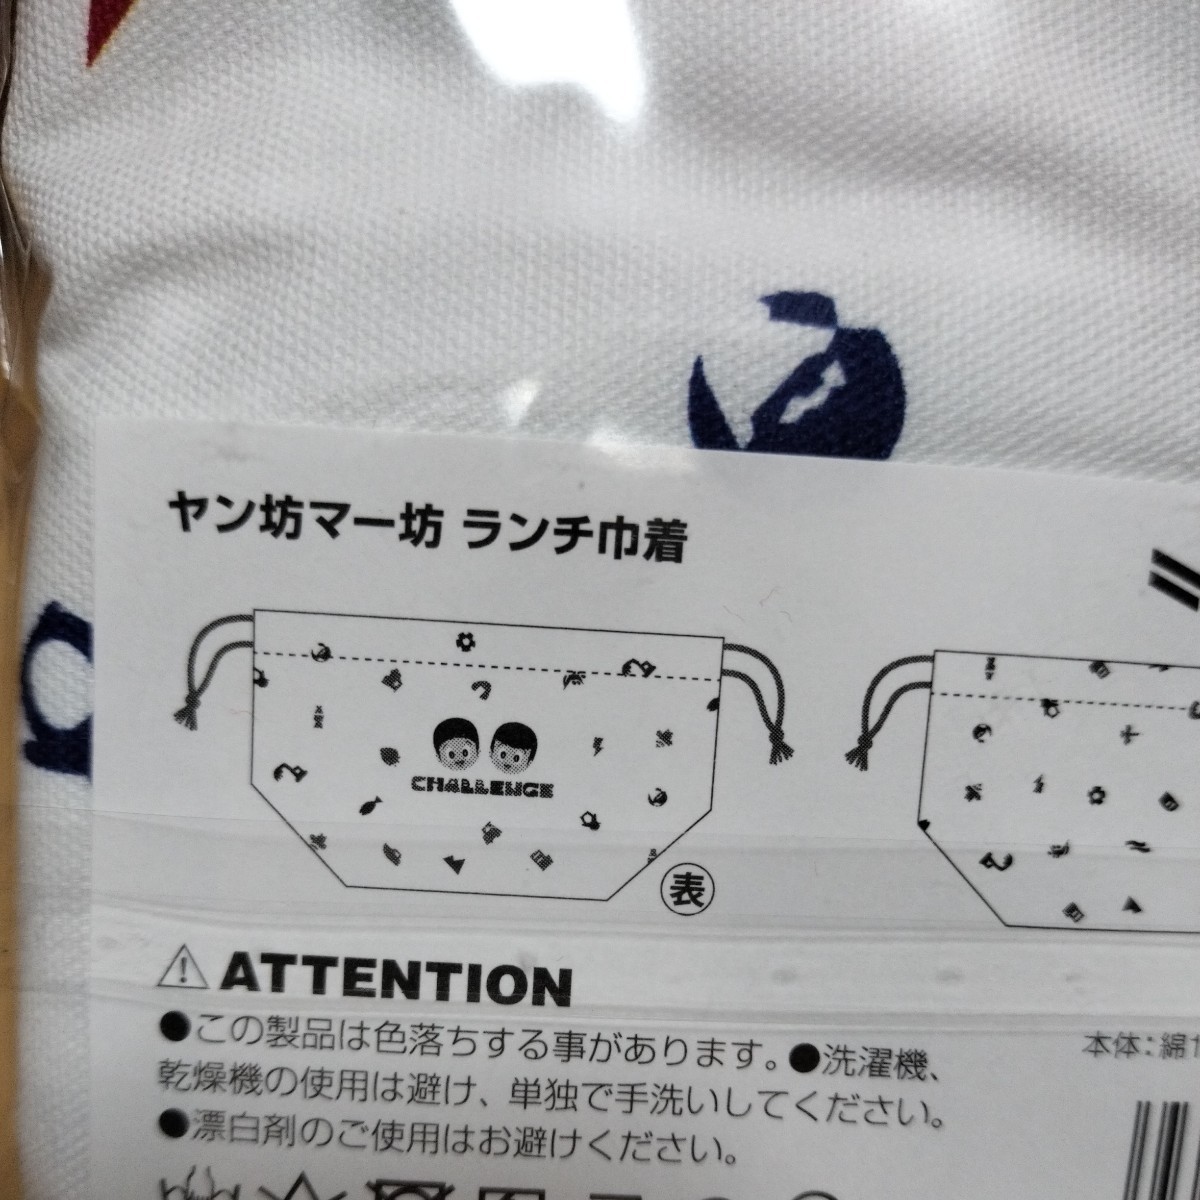 ヤン坊マー坊 ランチ巾着
CHALLENGE
表
ATTENTION
●この製品は色落ちする事があります。●洗濯機、
乾燥機の使用は避け、単独で手洗いしてください。
●漂白剤のご使用はお避けください。
本体：綿1